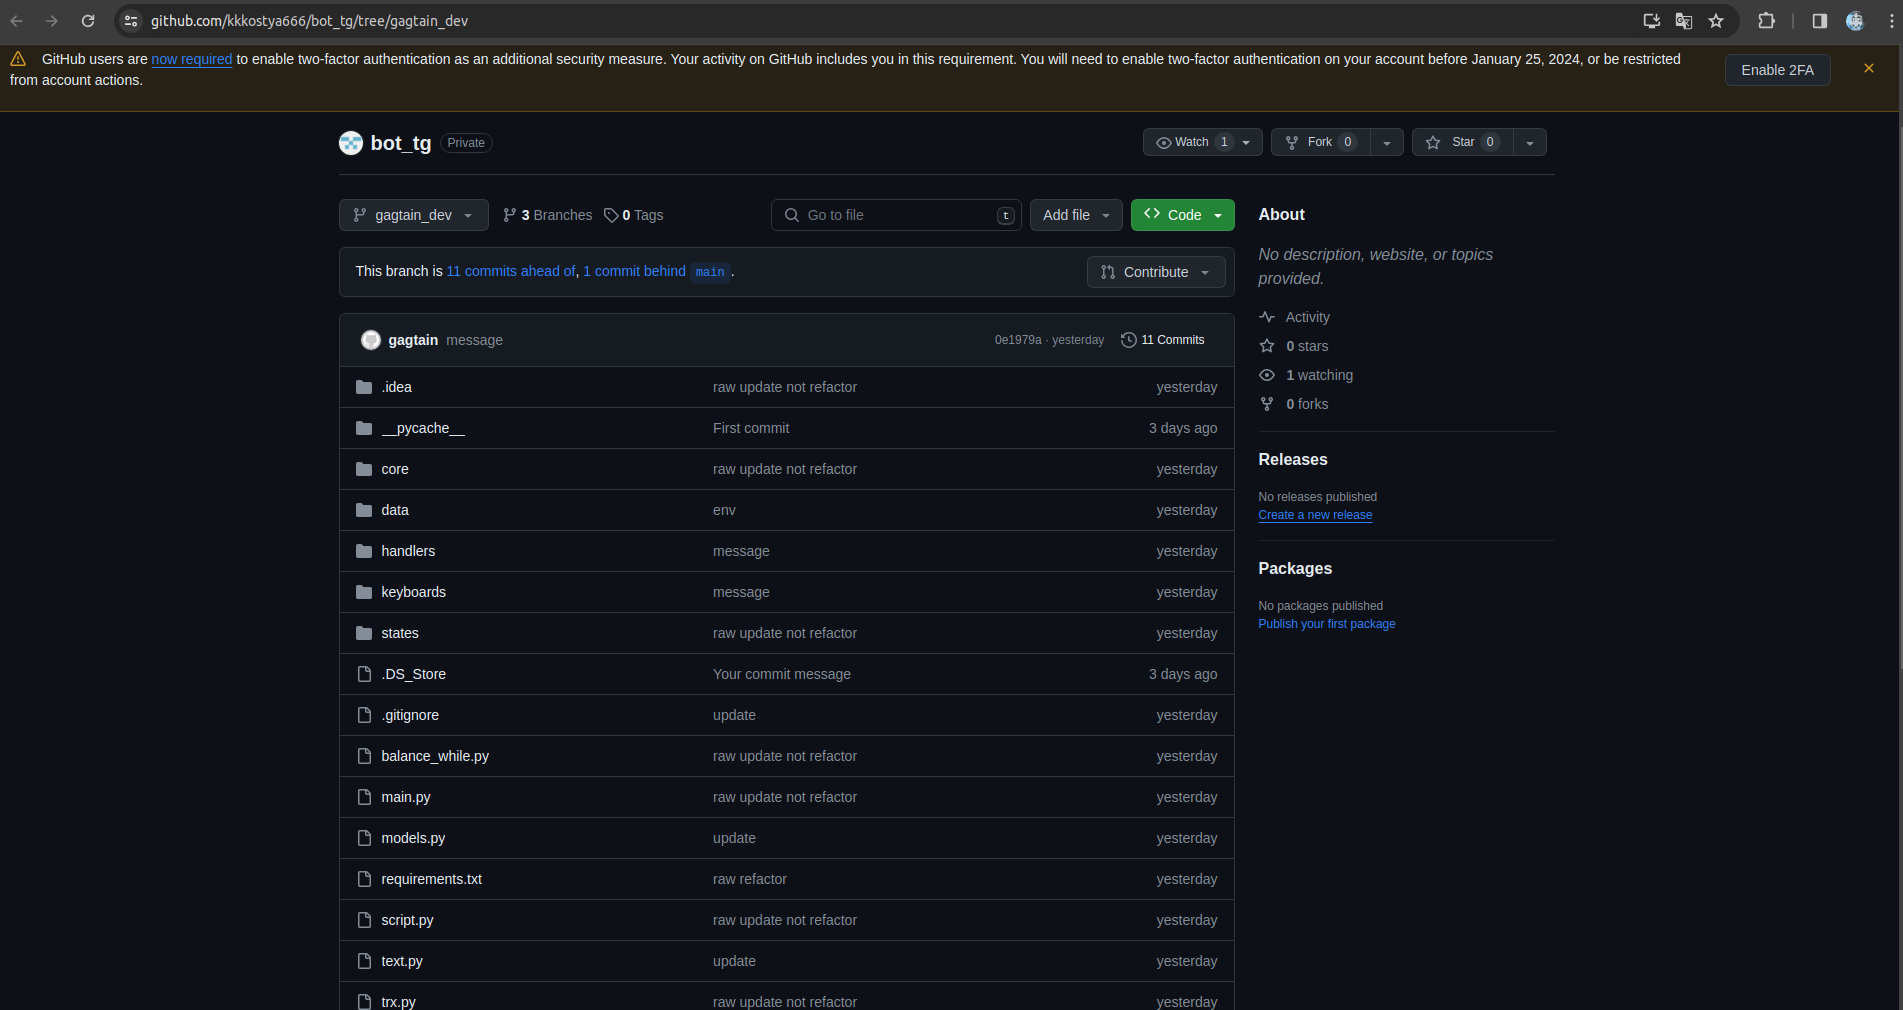 github.com/kkkostya666/bot_tg/tree/gagtain_dev
GitHub users are now required to enable two-factor authentication as an additional security measure. Your activity on GitHub includes you in this requirement. You will need to enable two-factor authentication on your account before January 25, 2024, or be restricted
from account actions.
Enable 2FA
bot_tg Private
Watch 1
Fork 0
Star 0
gagtain_dev
3 Branches
0 Tags
Go to file
t
Add file
Code
This branch is 11 commits ahead of, 1 commit behind main.
Contribute
gagtain message 0e1979a · yesterday 11 Commits
.idea raw update not refactor yesterday
__pycache__ First commit 3 days ago
core raw update not refactor yesterday
data env yesterday
handlers message yesterday
keyboards message yesterday
states raw update not refactor yesterday
.DS_Store Your commit message 3 days ago
.gitignore update yesterday
balance_while.py raw update not refactor yesterday
main.py raw update not refactor yesterday
models.py update yesterday
requirements.txt raw refactor yesterday
script.py raw update not refactor yesterday
text.py update yesterday
trx.py raw update not refactor yesterday
About
No description, website, or topics
provided.
Activity
0 stars
1 watching
0 forks
Releases
No releases published
Create a new release
Packages
No packages published
Publish your first package